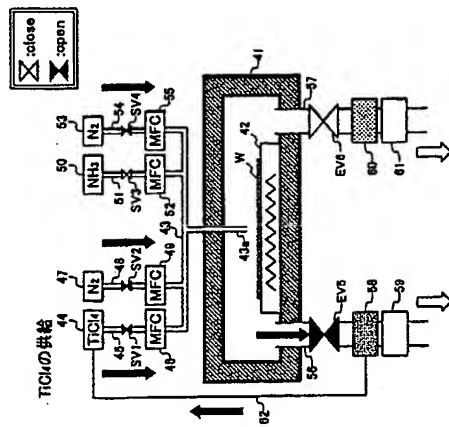 :close
:open
TiCl4の供給
44
TiCl4
47
N2
50
NH3
53
N2
45
48
51
54
SV1
SV2
SV3
SV4
46
MFC
49
MFC
52
MFC
55
MFC
43
41
43a
W
42
56
57
EV5
EV6
58
60
59
61
62